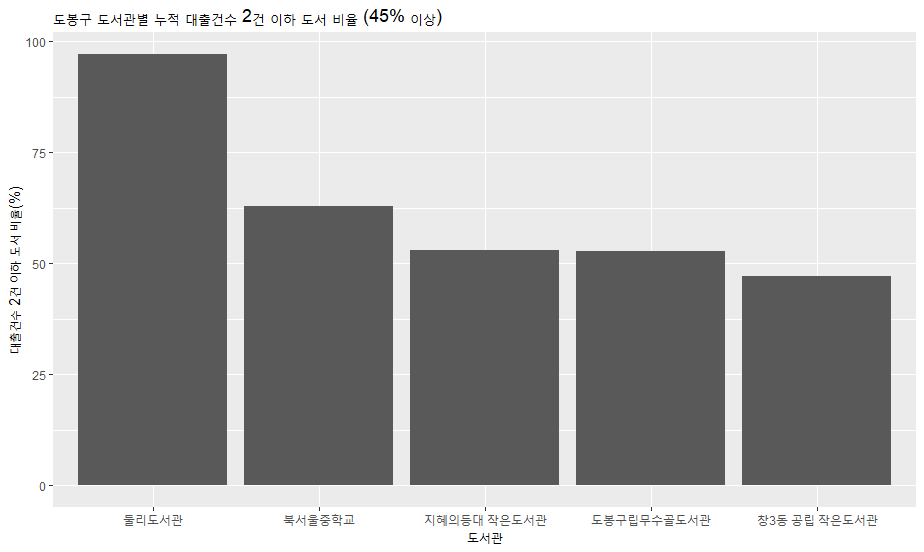 도봉구 도서관별 누적 대출건수 2건 이하 도서 비율 (45% 이상)
대출건수 2건 이하 도서 비율(%)
100
75
50
25
0
둘리도서관
북서울중학교
지혜의등대 작은도서관
도봉구립무수골도서관
창3동 공립 작은도서관
도서관